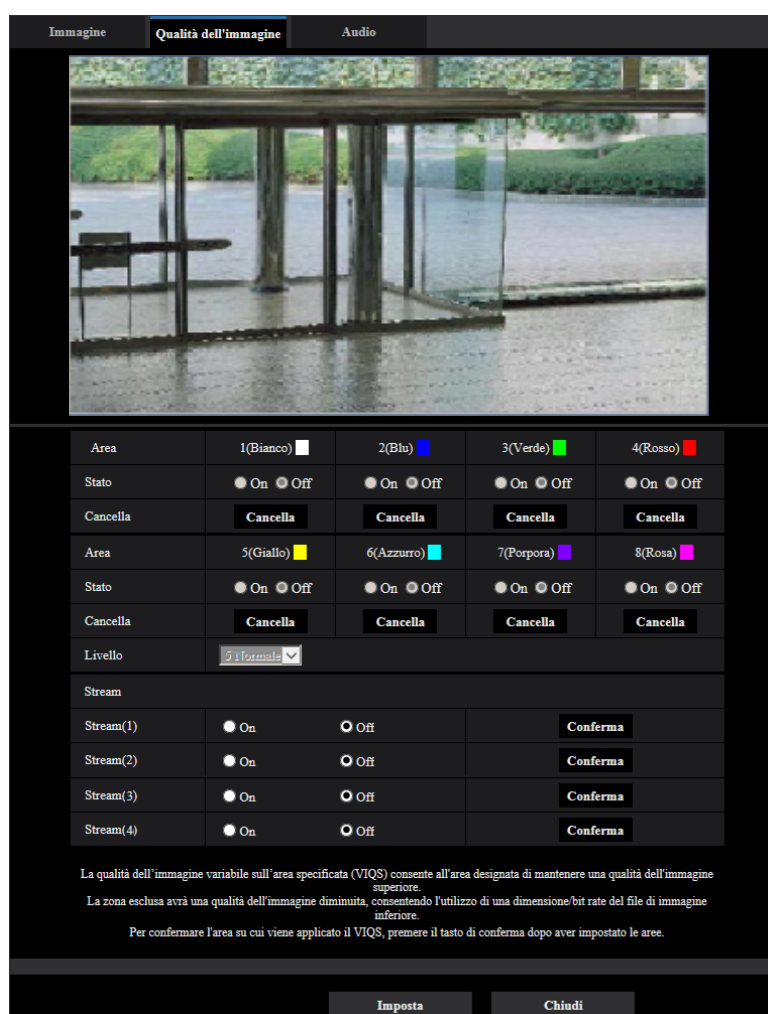 Immagine Qualità dell'immagine Audio
Area 1(Bianco) 2(Blu) 3(Verde) 4(Rosso)
Stato On Off On Off On Off On Off
Cancella Cancella Cancella Cancella Cancella
Area 5(Giallo) 6(Azzurro) 7(Porpora) 8(Rosa)
Stato On Off On Off On Off On Off
Cancella Cancella Cancella Cancella Cancella
Livello 5 Normale
Stream
Stream(1) On Off Conferma
Stream(2) On Off Conferma
Stream(3) On Off Conferma
Stream(4) On Off Conferma
La qualità dell'immagine variabile sull'area specificata (VIQS) consente all'area designata di mantenere una qualità dell'immagine
superiore.
La zona esclusa avrà una qualità dell'immagine diminuita, consentendo l'utilizzo di una dimensione/bit rate del file di immagine
inferiore.
Per confermare l'area su cui viene applicato il VIQS, premere il tasto di conferma dopo aver impostato le aree.
Imposta Chiudi